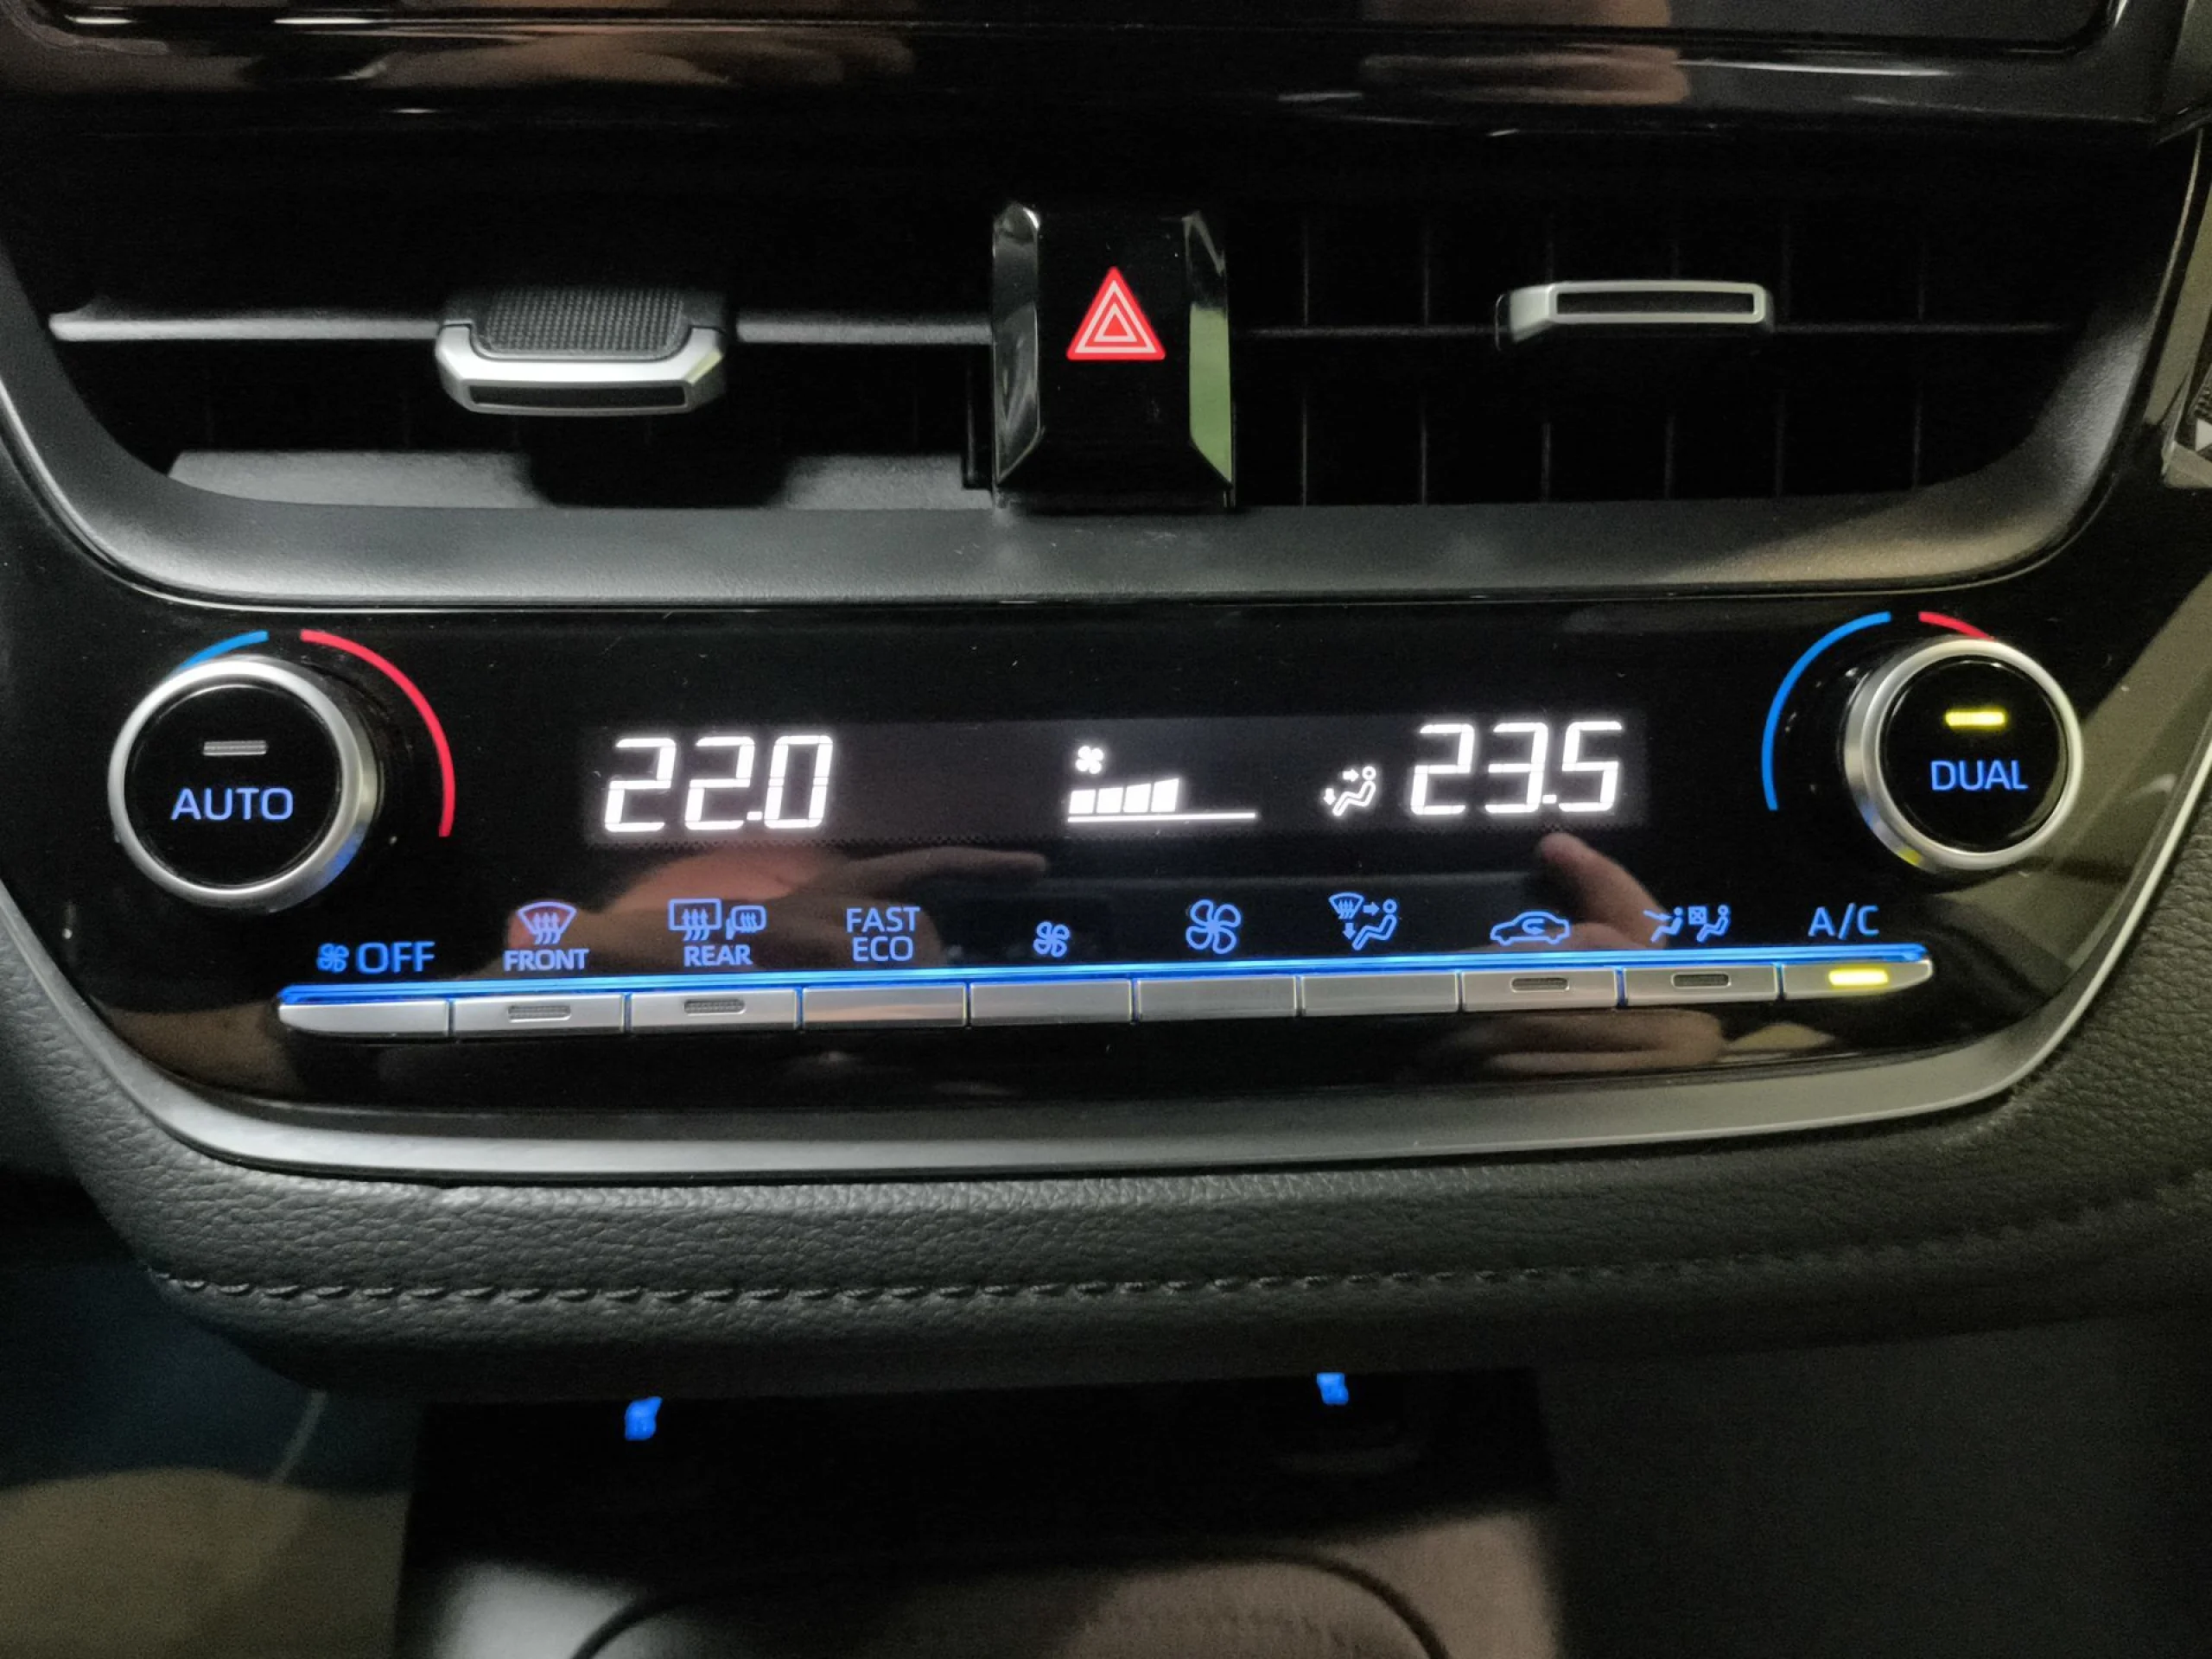 AUTO
22.0
23.5
DUAL
OFF
FRONT
REAR
FAST
ECO
A/C